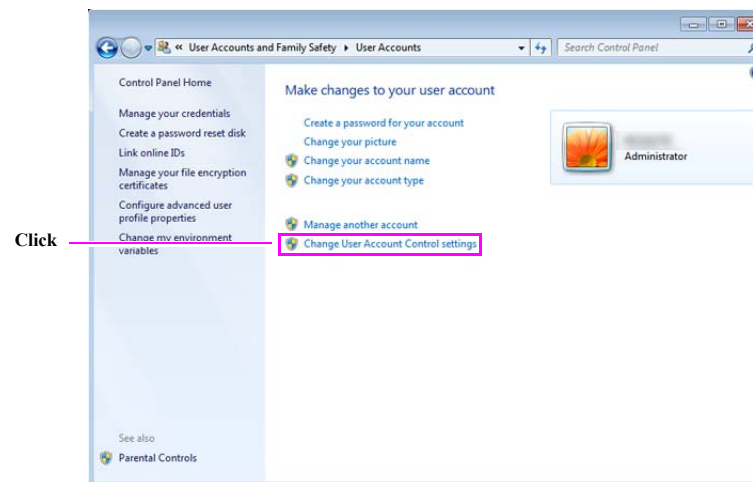 « User Accounts and Family Safety ▸ User Accounts
Search Control Panel
Control Panel Home
Manage your credentials
Create a password reset disk
Link online IDs
Manage your file encryption
certificates
Configure advanced user
profile properties
Change my environment
variables
See also
Parental Controls
Make changes to your user account
Create a password for your account
Change your picture
Change your account name
Change your account type
Manage another account
Change User Account Control settings
Administrator
Click